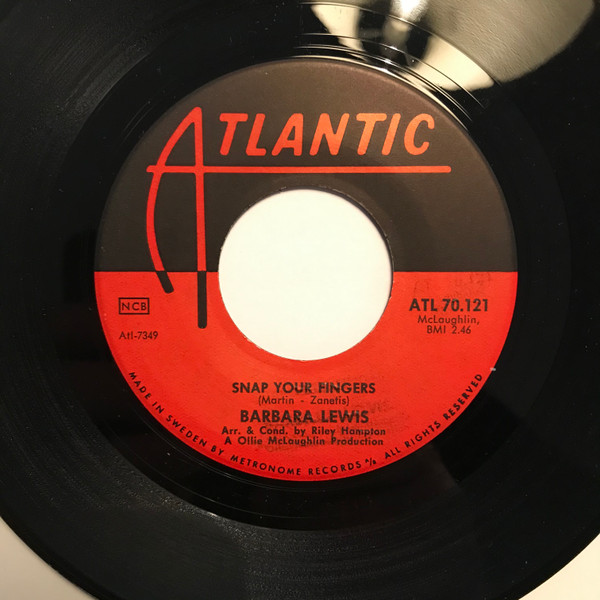 ATLANTIC
NCB
Atl-7349
ATL 70.121
McLaughlin,
BMI 2.46
SNAP YOUR FINGERS
(Martin - Zanetis)
BARBARA LEWIS
Arr. & Cond. by Riley Hampton
A Ollie McLaughlin Production
MADE IN SWEDEN BY METRONOME RECORDS A/B ALL RIGHTS RESERVED